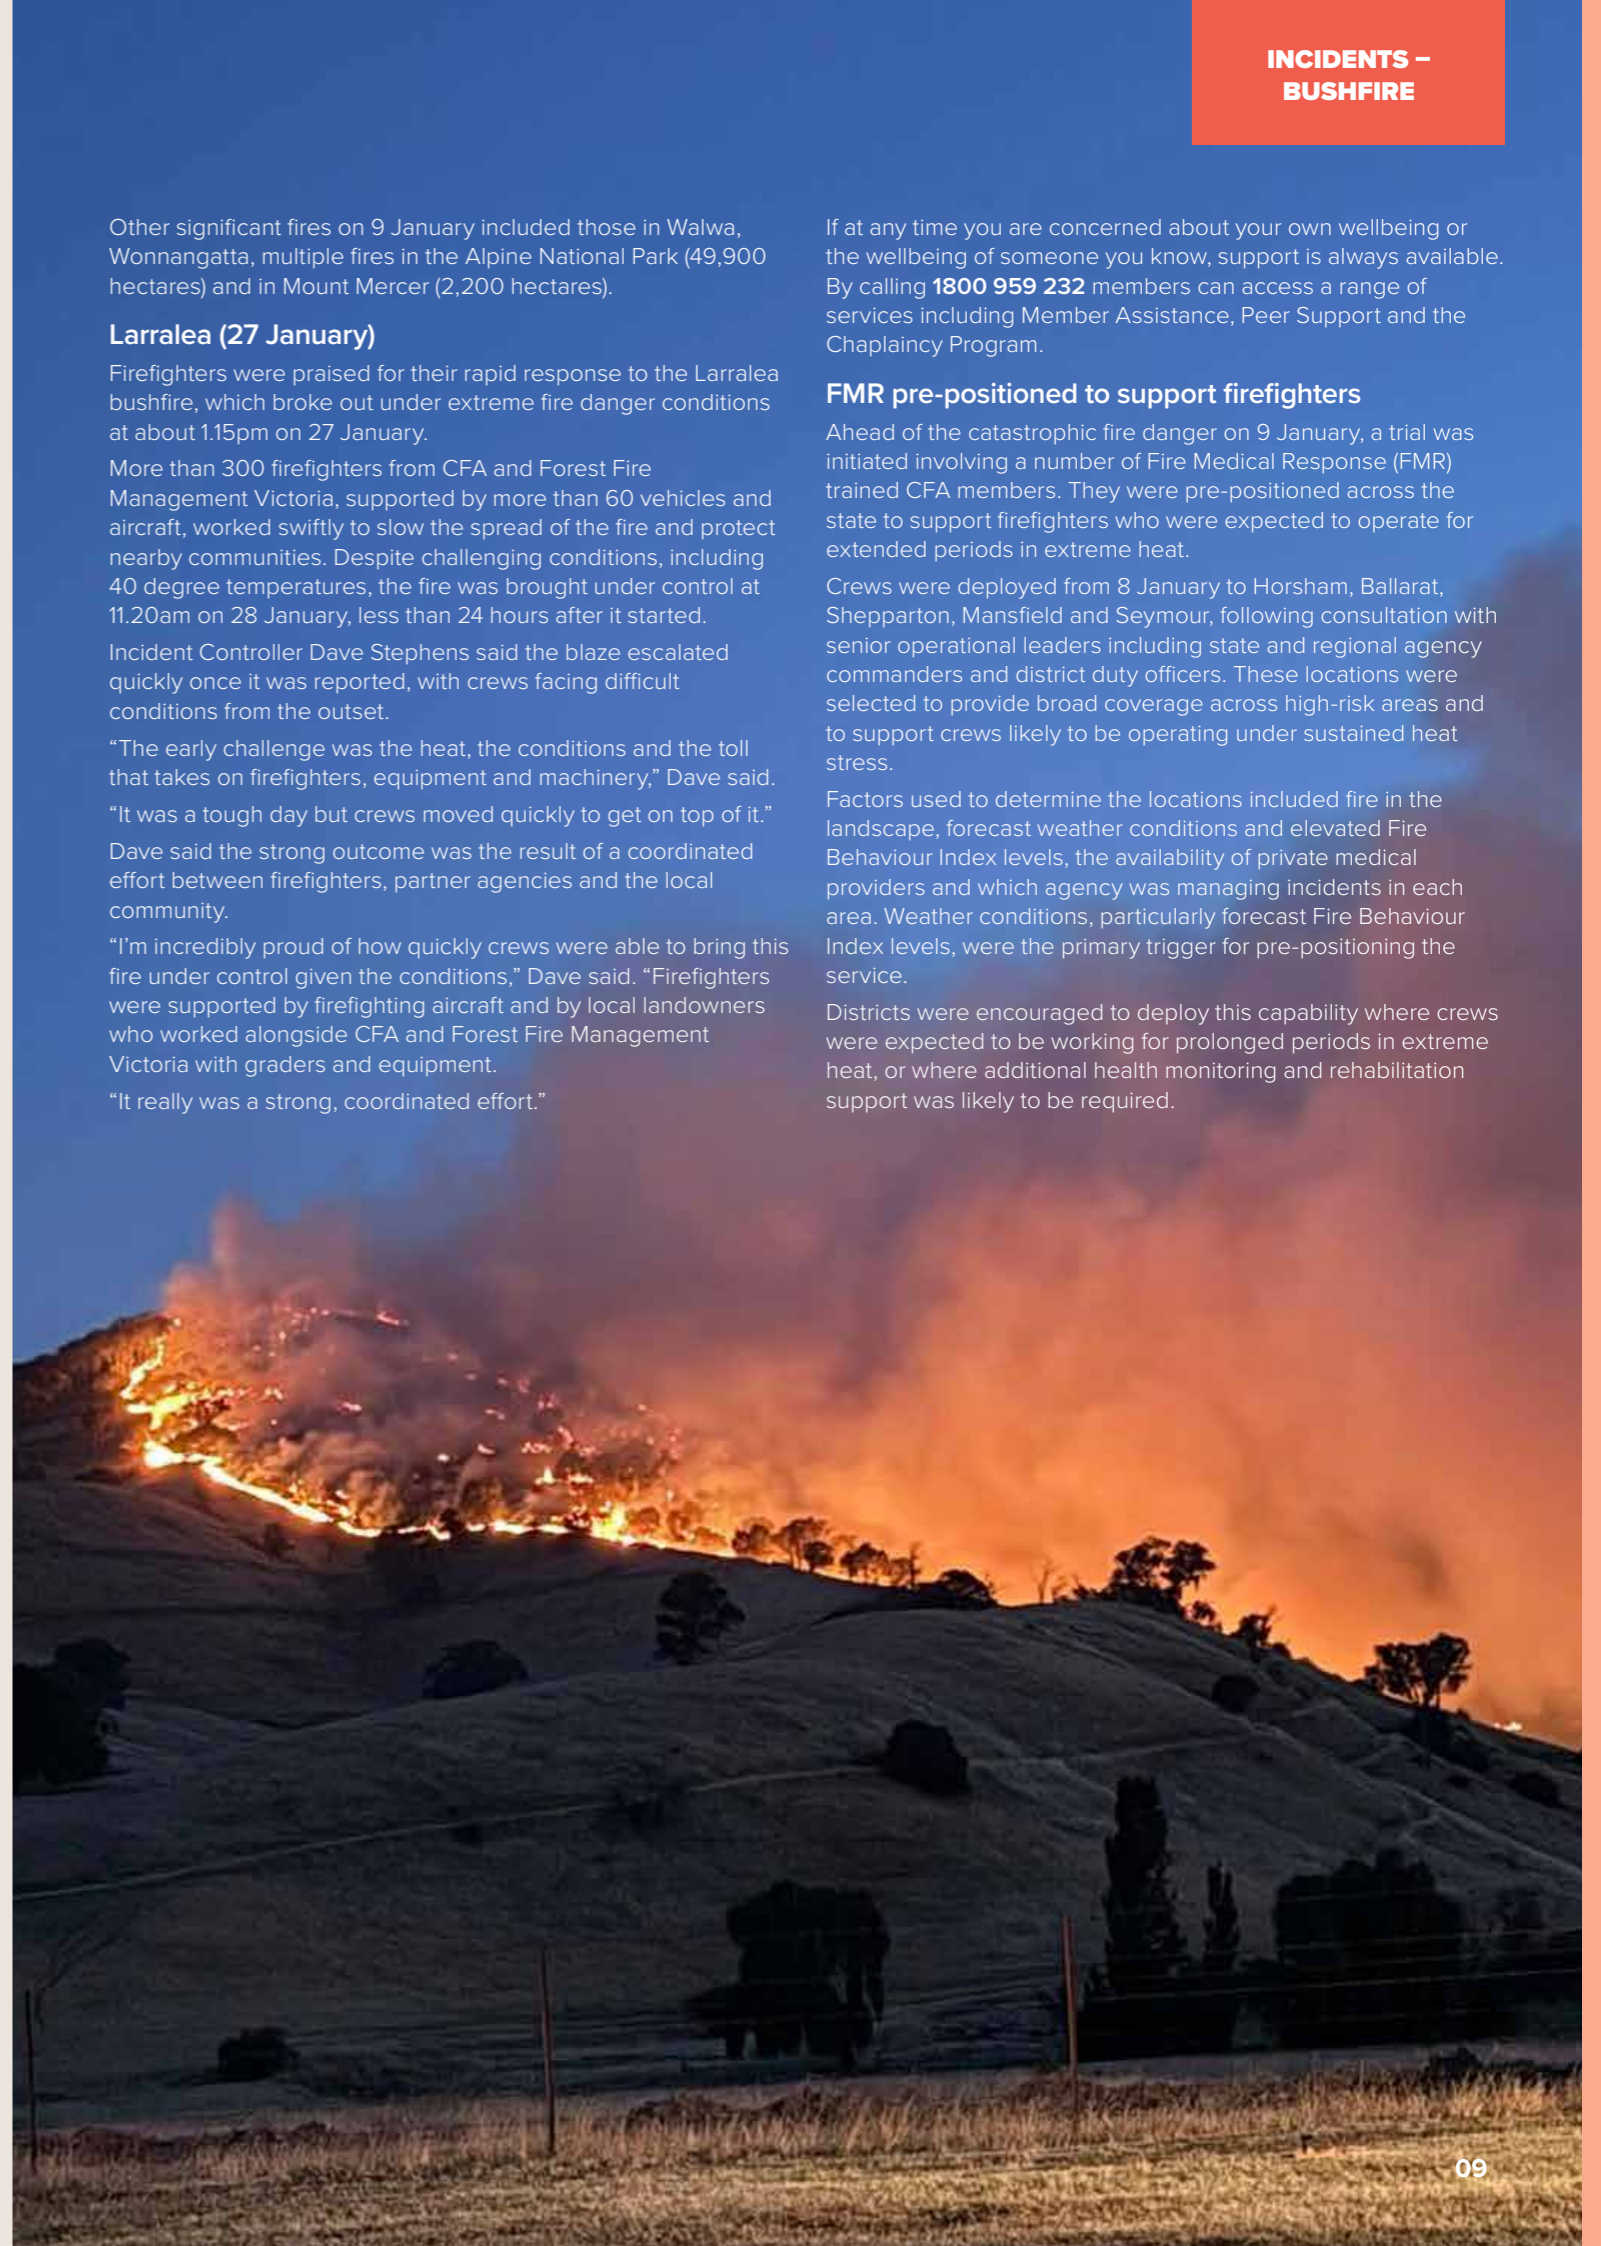 INCIDENTS –
BUSHFIRE
Other significant fires on 9 January included those in Walwa,
Wonnangatta, multiple fires in the Alpine National Park (49,900
hectares) and in Mount Mercer (2,200 hectares).
Larralea (27 January)
Firefighters were praised for their rapid response to the Larralea
bushfire, which broke out under extreme fire danger conditions
at about 1.15pm on 27 January.
More than 300 firefighters from CFA and Forest Fire
Management Victoria, supported by more than 60 vehicles and
aircraft, worked swiftly to slow the spread of the fire and protect
nearby communities. Despite challenging conditions, including
40 degree temperatures, the fire was brought under control at
11.20am on 28 January, less than 24 hours after it started.
Incident Controller Dave Stephens said the blaze escalated
quickly once it was reported, with crews facing difficult
conditions from the outset.
“The early challenge was the heat, the conditions and the toll
that takes on firefighters, equipment and machinery,” Dave said.
“It was a tough day but crews moved quickly to get on top of it.”
Dave said the strong outcome was the result of a coordinated
effort between firefighters, partner agencies and the local
community.
“I’m incredibly proud of how quickly crews were able to bring this
fire under control given the conditions,” Dave said. “Firefighters
were supported by firefighting aircraft and by local landowners
who worked alongside CFA and Forest Fire Management
Victoria with graders and equipment.
“It really was a strong, coordinated effort.”
If at any time you are concerned about your own wellbeing or
the wellbeing of someone you know, support is always available.
By calling 1800 959 232 members can access a range of
services including Member Assistance, Peer Support and the
Chaplaincy Program.
FMR pre-positioned to support firefighters
Ahead of the catastrophic fire danger on 9 January, a trial was
initiated involving a number of Fire Medical Response (FMR)
trained CFA members. They were pre-positioned across the
state to support firefighters who were expected to operate for
extended periods in extreme heat.
Crews were deployed from 8 January to Horsham, Ballarat,
Shepparton, Mansfield and Seymour, following consultation with
senior operational leaders including state and regional agency
commanders and district duty officers. These locations were
selected to provide broad coverage across high-risk areas and
to support crews likely to be operating under sustained heat
stress.
Factors used to determine the locations included fire in the
landscape, forecast weather conditions and elevated Fire
Behaviour Index levels, the availability of private medical
providers and which agency was managing incidents in each
area. Weather conditions, particularly forecast Fire Behaviour
Index levels, were the primary trigger for pre-positioning the
service.
Districts were encouraged to deploy this capability where crews
were expected to be working for prolonged periods in extreme
heat, or where additional health monitoring and rehabilitation
support was likely to be required.
09